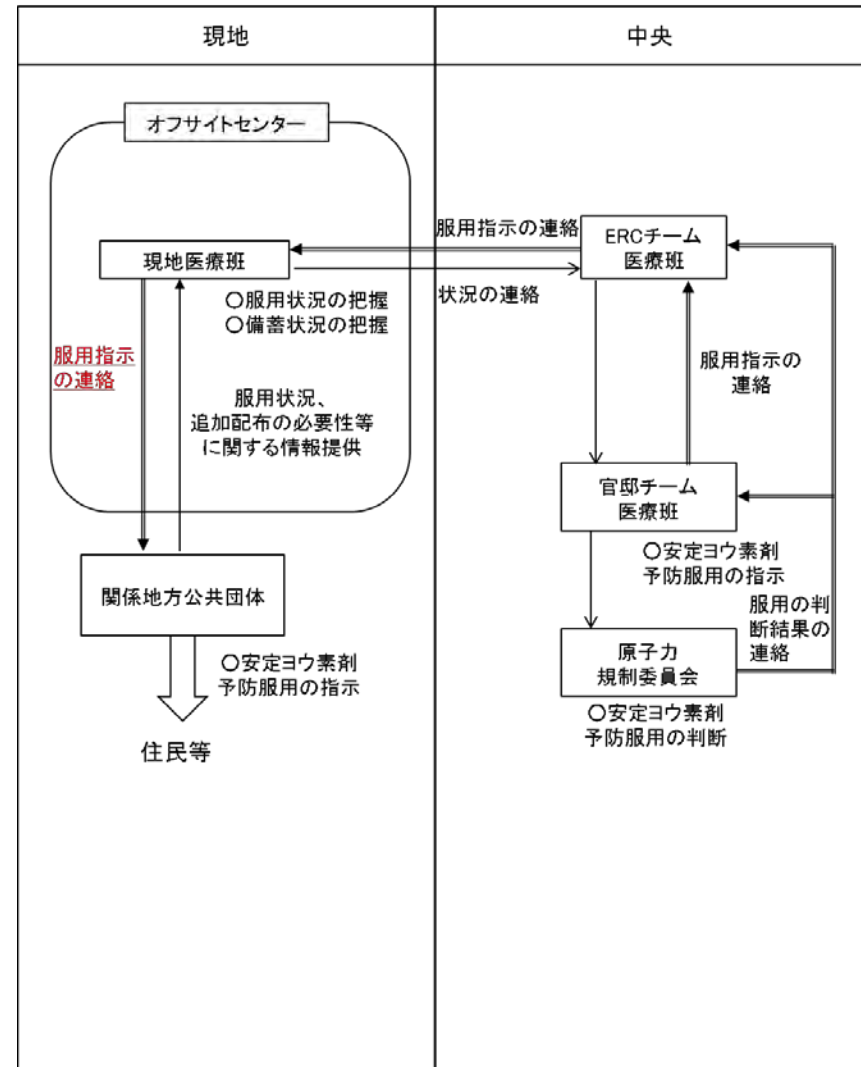 現地
中央
オフサイトセンター
現地医療班
服用指示の連絡
状況の連絡
ERCチーム
医療班
〇服用状況の把握
〇備蓄状況の把握
服用指示
の連絡
服用状況、
追加配布の必要性等
に関する情報提供
服用指示の
連絡
官邸チーム
医療班
〇安定ヨウ素剤
予防服用の指示
関係地方公共団体
〇安定ヨウ素剤
予防服用の指示
住民等
服用の判
断結果の
連絡
原子力
規制委員会
〇安定ヨウ素剤
予防服用の判断